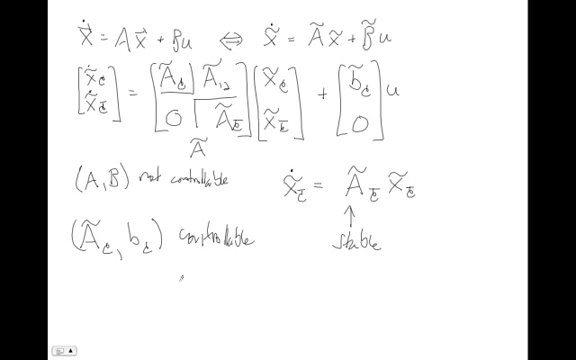 ẋ = Ax⃗ + Bu ⇔ x̃̇ = Ãx̃ + B̃u
[x̃̇_c; x̃̇_c̄] = [Ã_c Ã_12; 0 Ã_c̄] [x̃_c; x̃_c̄] + [b̃_c; 0] u
Ã
(A, B) not controllable x̃̇_c̄ = Ã_c̄ x̃_c̄
(Ã_c, b_c) controllable ↑ stable